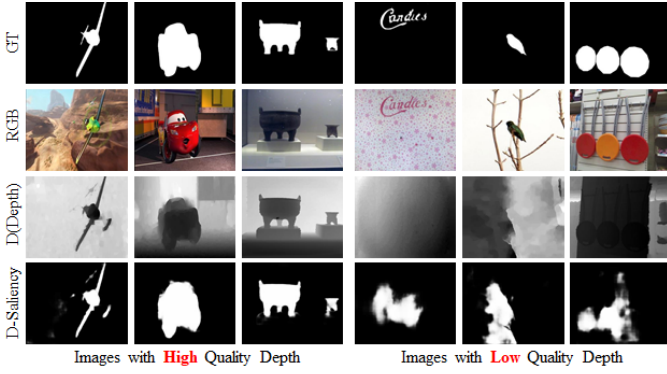 GT
Candies
RGB
Candies
D(Depth)
D-Saliency
Images with High Quality Depth
Images with Low Quality Depth